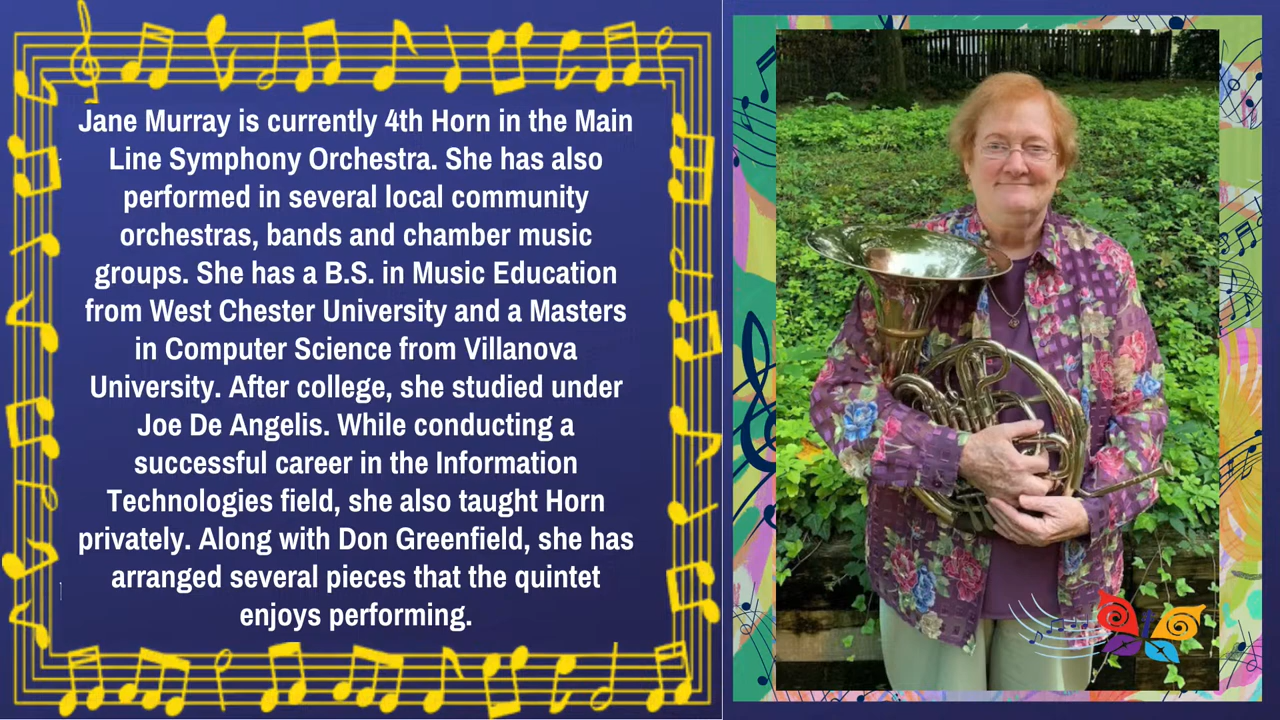 Jane Murray is currently 4th Horn in the Main
Line Symphony Orchestra. She has also
performed in several local community
orchestras, bands and chamber music
groups. She has a B.S. in Music Education
from West Chester University and a Masters
in Computer Science from Villanova
University. After college, she studied under
Joe De Angelis. While conducting a
successful career in the Information
Technologies field, she also taught Horn
privately. Along with Don Greenfield, she has
arranged several pieces that the quintet
enjoys performing.